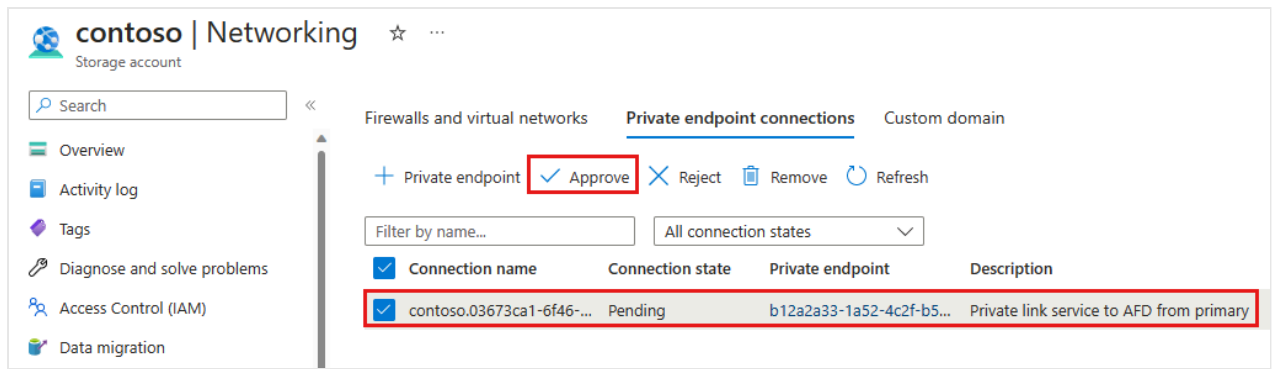 contoso | Networking ☆ ...
Storage account
Search
Overview
Activity log
Tags
Diagnose and solve problems
Access Control (IAM)
Data migration
Firewalls and virtual networks Private endpoint connections Custom domain
Private endpoint Approve Reject Remove Refresh
Filter by name... All connection states
Connection name Connection state Private endpoint Description
contoso.03673ca1-6f46-... Pending b12a2a33-1a52-4c2f-b5... Private link service to AFD from primary